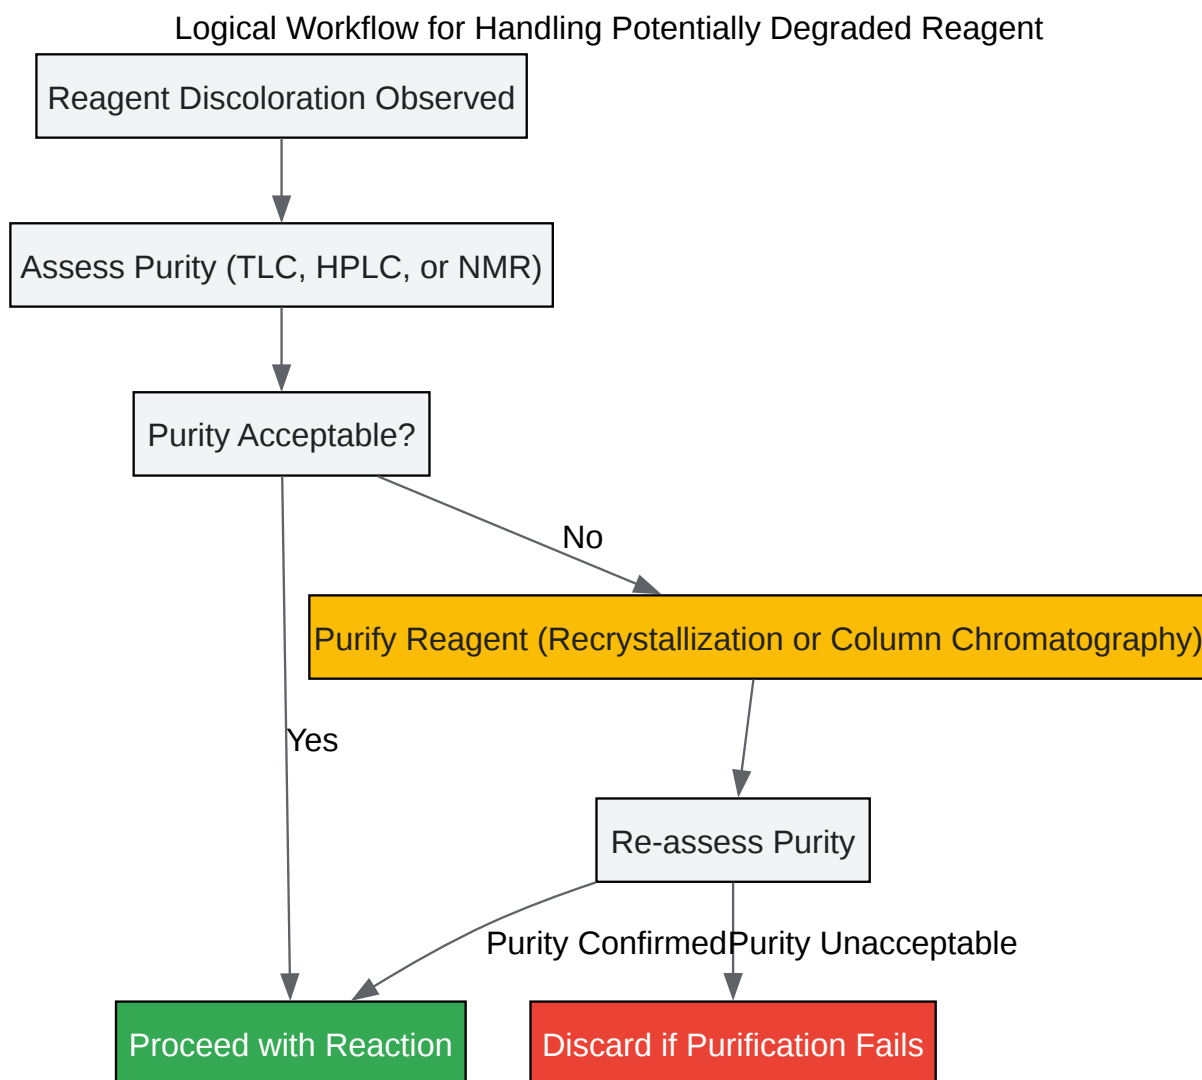 Logical Workflow for Handling Potentially Degraded Reagent
Reagent Discoloration Observed
Assess Purity (TLC, HPLC, or NMR)
Purity Acceptable?
No
Purify Reagent (Recrystallization or Column Chromatography)
Yes
Re-assess Purity
Purity Confirmed
Purity Unacceptable
Proceed with Reaction
Discard if Purification Fails